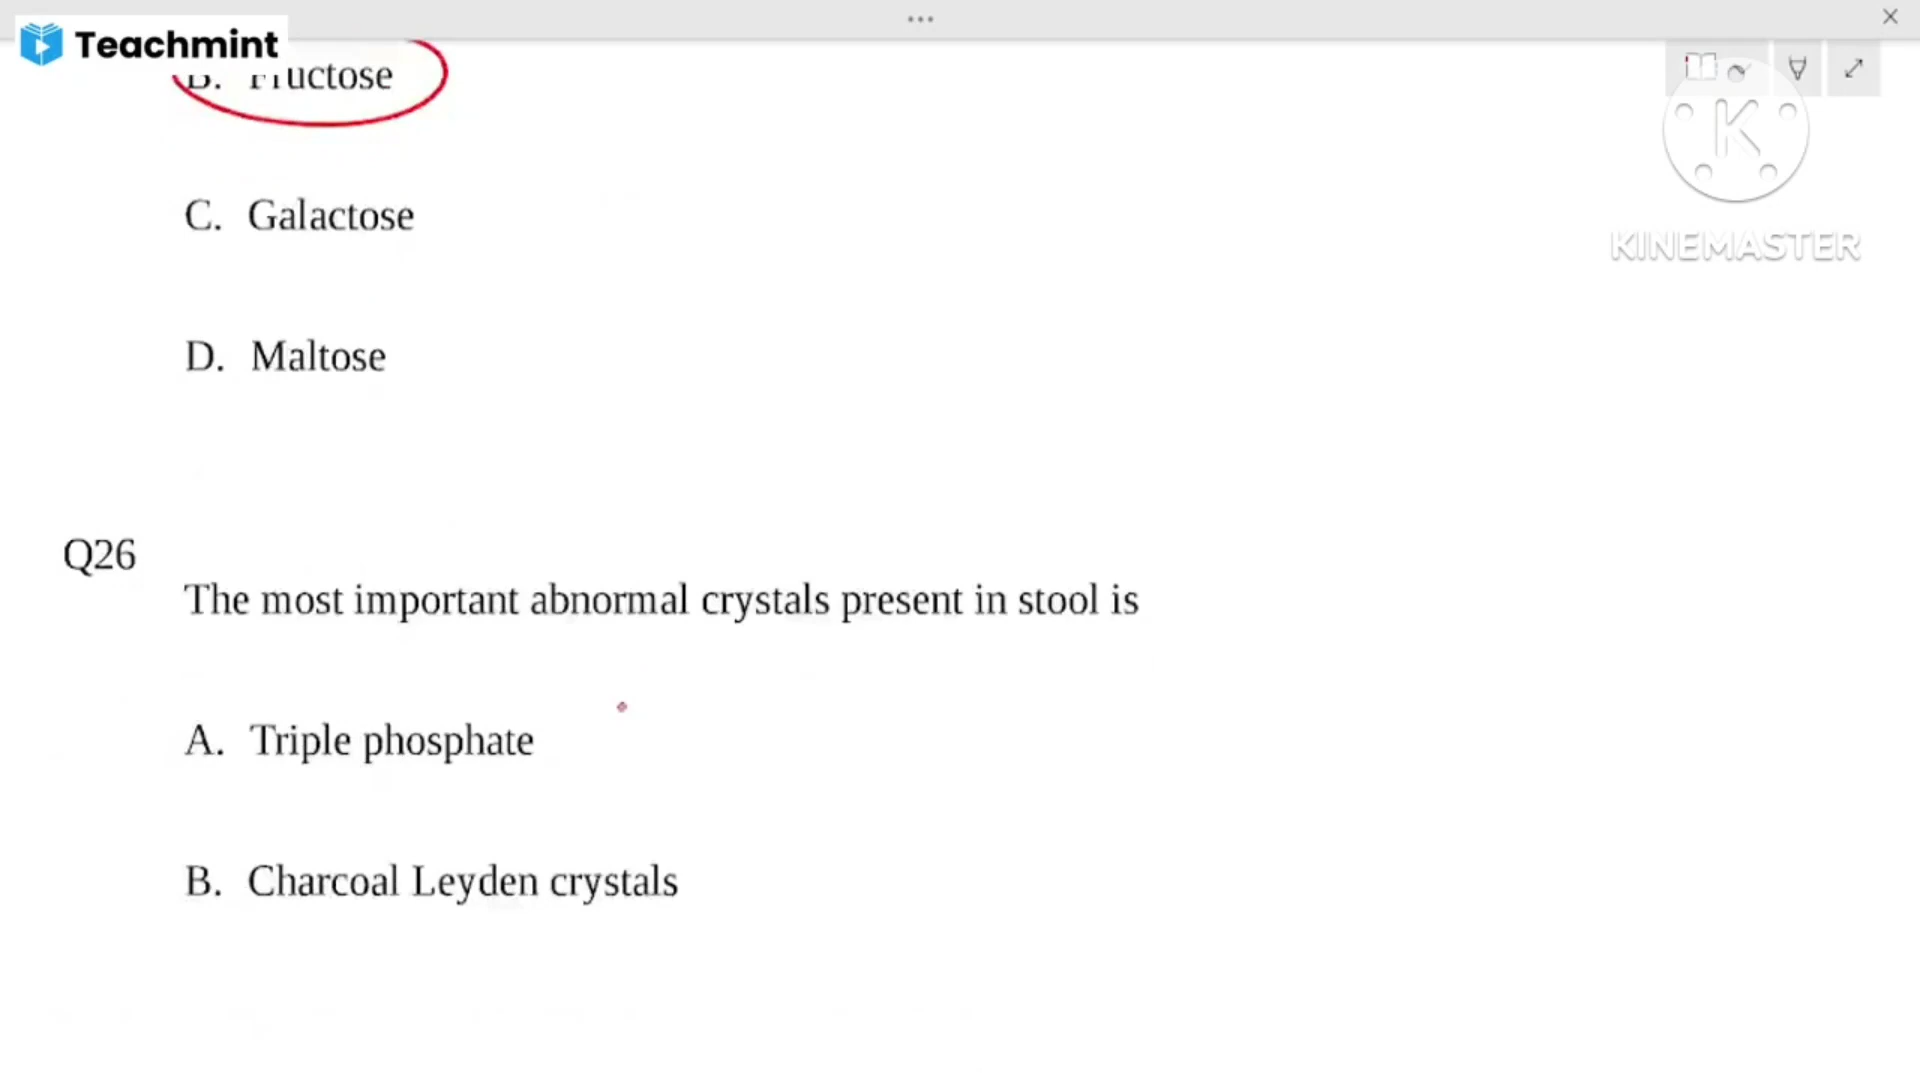 Teachmint
B. Fructose
KINEMASTER
C. Galactose
D. Maltose
Q26
The most important abnormal crystals present in stool is
A. Triple phosphate
B. Charcoal Leyden crystals